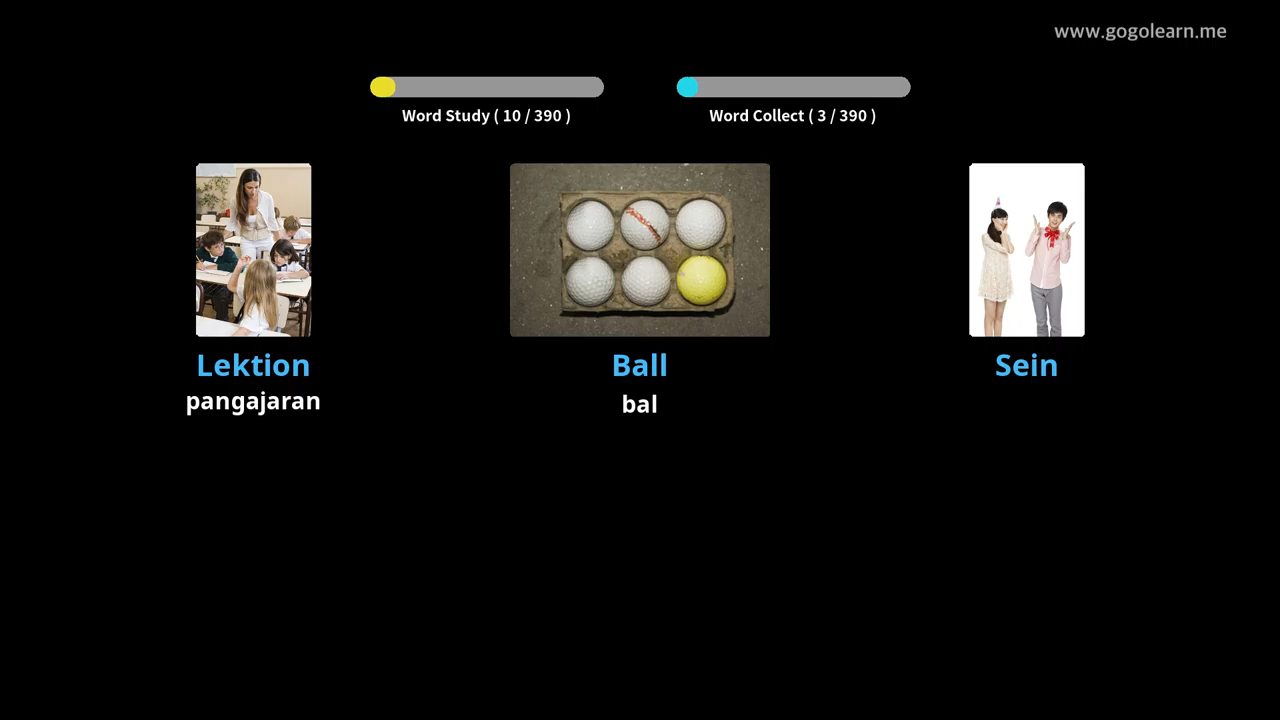 www.gogolearn.me
Word Study ( 10 / 390 )
Word Collect ( 3 / 390 )
Lektion
pangajaran
Ball
bal
Sein